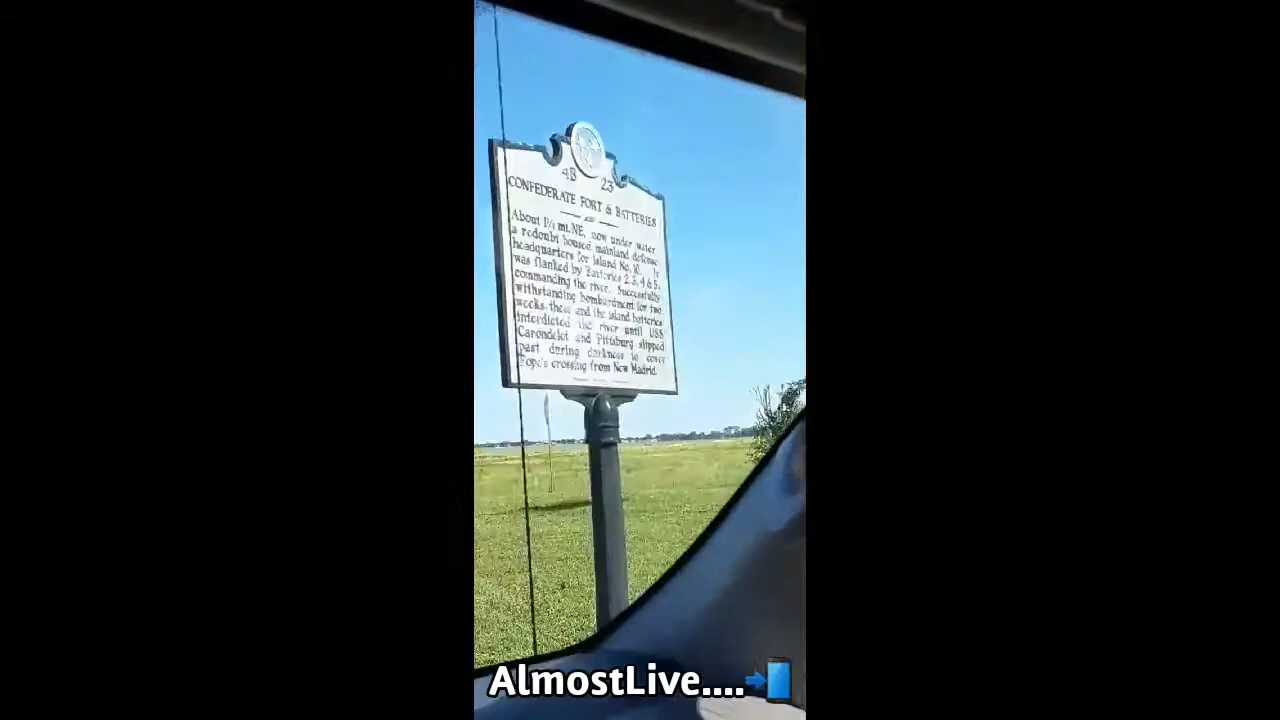 4B 23
CONFEDERATE FORT & BATTERIES
About 1½ mi. NE, now under water
a redoubt housed mainland defense
headquarters for Island No. 10. It
was flanked by Batteries 2, 3, 4 & 5,
commanding the river. Successfully
withstanding bombardment for two
weeks these and the island batteries
interdicted the river until USS
Carondelet and Pittsburg slipped
past during darkness to cover
Pope's crossing from New Madrid.
AlmostLive....